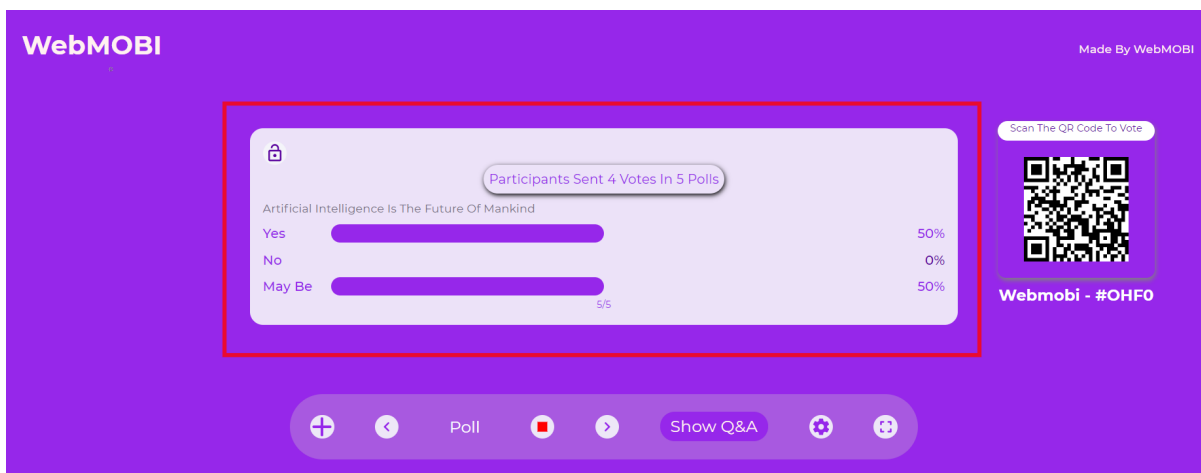 WebMOBI
Made By WebMOBI
Scan The QR Code To Vote
Participants Sent 4 Votes In 5 Polls
Artificial Intelligence Is The Future Of Mankind
Yes 50%
No 0%
May Be 50%
5/5
Webmobi - #OHF0
Poll Show Q&A